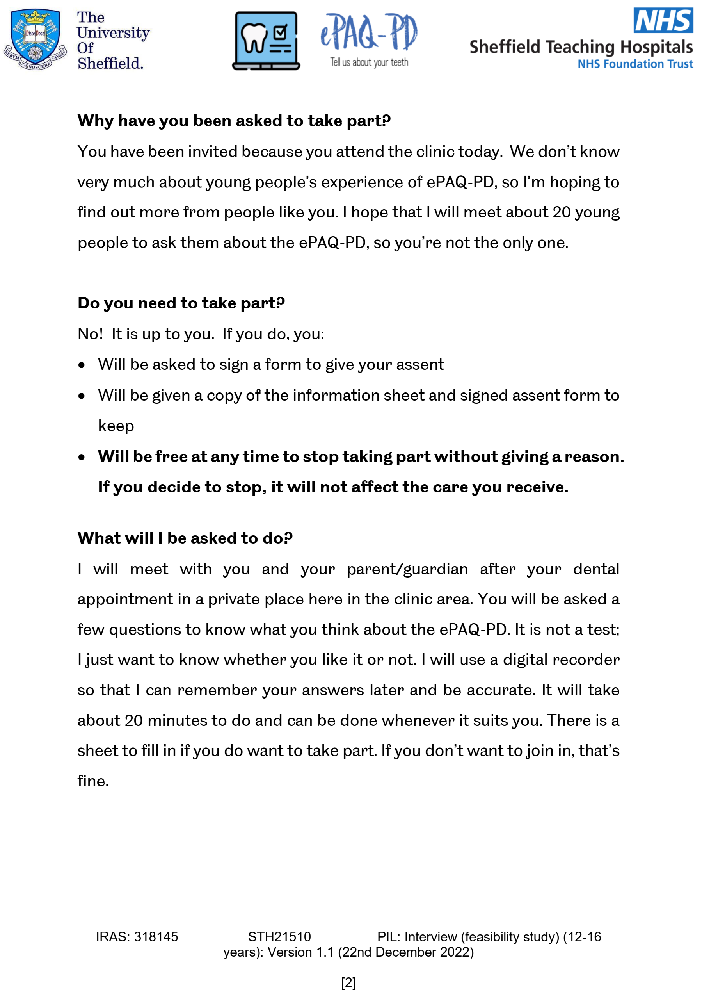 The
University
Of
Sheffield.
Disce Doce
RERVM
COGNOSCERE
CAVSAS
ePAQ-PD
Tell us about your teeth
NHS
Sheffield Teaching Hospitals
NHS Foundation Trust
Why have you been asked to take part?
You have been invited because you attend the clinic today.  We don’t know
very much about young people’s experience of ePAQ-PD, so I’m hoping to
find out more from people like you. I hope that I will meet about 20 young
people to ask them about the ePAQ-PD, so you’re not the only one.
Do you need to take part?
No!  It is up to you.  If you do, you:
• Will be asked to sign a form to give your assent
• Will be given a copy of the information sheet and signed assent form to
keep
• Will be free at any time to stop taking part without giving a reason.
If you decide to stop, it will not affect the care you receive.
What will I be asked to do?
I will meet with you and your parent/guardian after your dental
appointment in a private place here in the clinic area. You will be asked a
few questions to know what you think about the ePAQ-PD. It is not a test;
I just want to know whether you like it or not. I will use a digital recorder
so that I can remember your answers later and be accurate. It will take
about 20 minutes to do and can be done whenever it suits you. There is a
sheet to fill in if you do want to take part. If you don’t want to join in, that’s
fine.
IRAS: 318145 STH21510 PIL: Interview (feasibility study) (12-16
years): Version 1.1 (22nd December 2022)
[2]